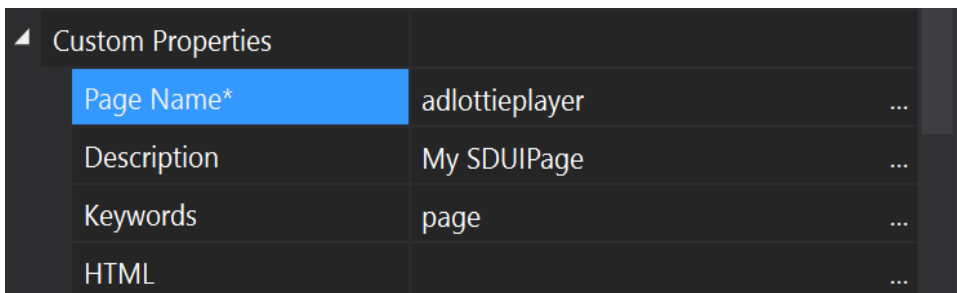 Custom Properties
Page Name* adlottieplayer ...
Description My SDUIPage ...
Keywords page ...
HTML ...